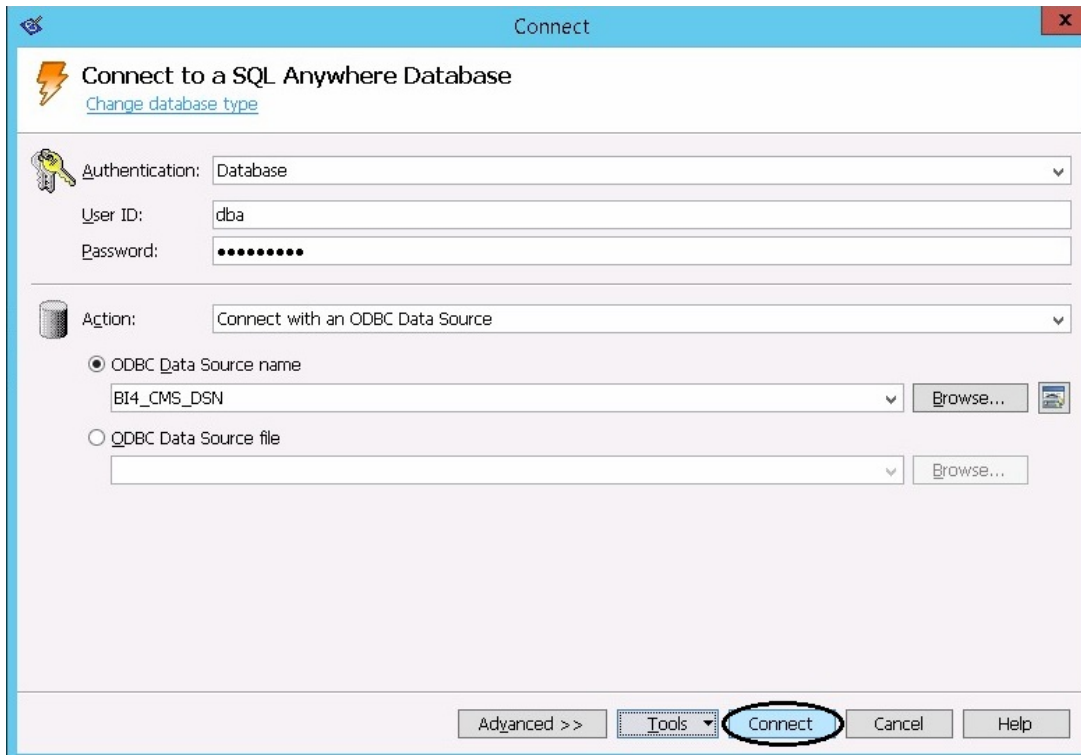 Connect
x
Connect to a SQL Anywhere Database
Change database type
Authentication: Database
User ID: dba
Password: •••••••••
Action: Connect with an ODBC Data Source
ODBC Data Source name
BI4_CMS_DSN Browse...
ODBC Data Source file
Browse...
Advanced >> Tools Connect Cancel Help